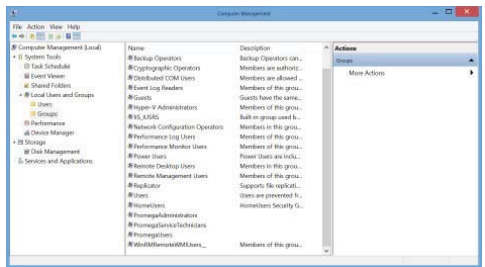 Computer Management
File Action View Help
Computer Management (Local)
System Tools
Task Scheduler
Event Viewer
Shared Folders
Local Users and Groups
Users
Groups
Performance
Device Manager
Storage
Disk Management
Services and Applications
Name Description
Backup Operators Backup Operators can...
Cryptographic Operators Members are authoriz...
Distributed COM Users Members are allowed ...
Event Log Readers Members of this grou...
Guests Guests have the same...
Hyper-V Administrators Members of this grou...
IIS_IUSRS Built-in group used b...
Network Configuration Operators Members in this grou...
Performance Log Users Members of this grou...
Performance Monitor Users Members of this grou...
Power Users Power Users are inclu...
Remote Desktop Users Members in this grou...
Remote Management Users Members of this grou...
Replicator Supports file replicati...
Users Users are prevented fr...
HomeUsers HomeUsers Security G...
PromegaAdministrators
PromegaServiceTechnicians
PromegaUsers
WinRMRemoteWMIUsers__ Members of this grou...
Actions
Groups
More Actions